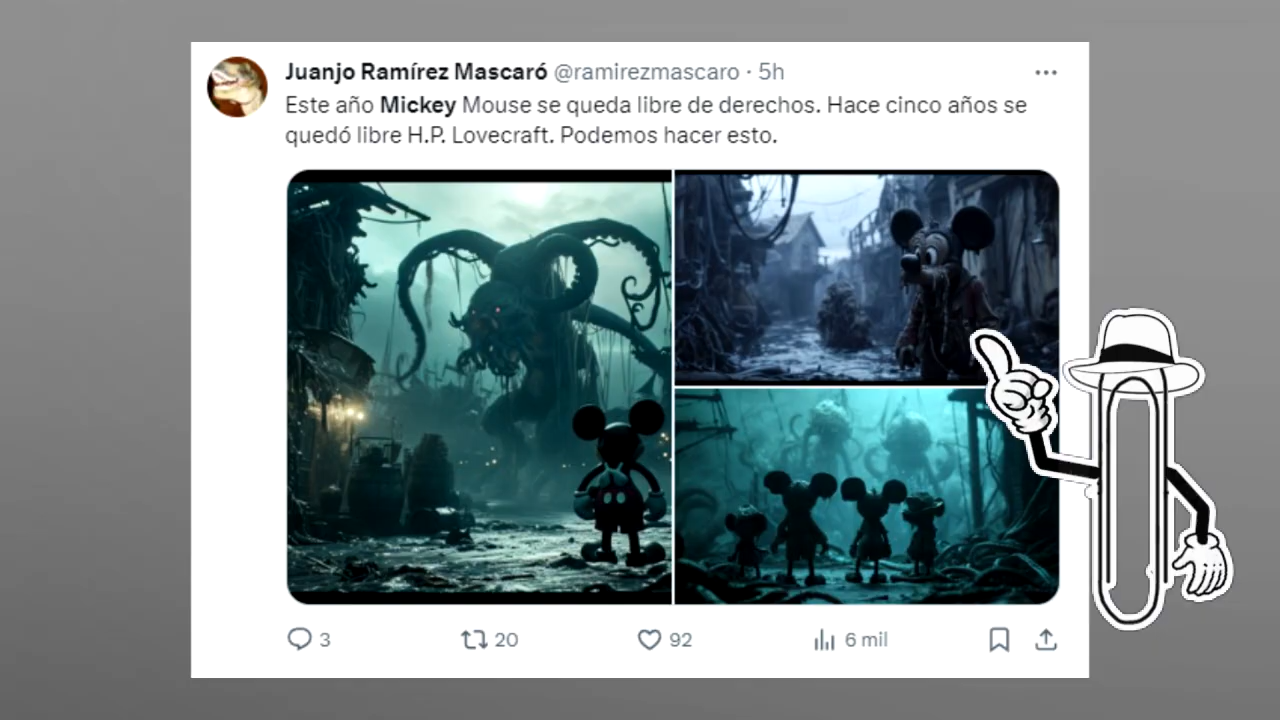 Juanjo Ramírez Mascaró @ramirezmascaro · 5h
Este año Mickey Mouse se queda libre de derechos. Hace cinco años se
quedó libre H.P. Lovecraft. Podemos hacer esto.
3 20 92 6 mil